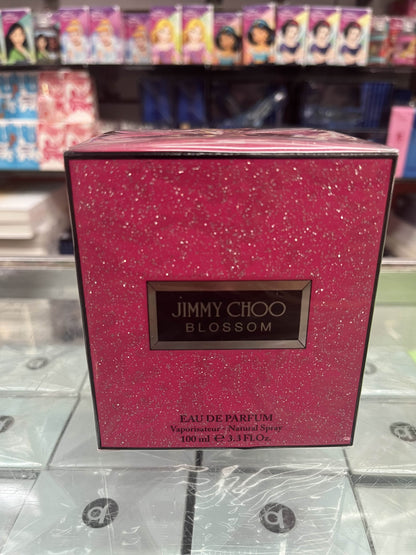 JIMMY CHOO
BLOSSOM
EAU DE PARFUM
Vaporisateur - Natural Spray
100 ml ℮ 3.3 Fl.Oz.